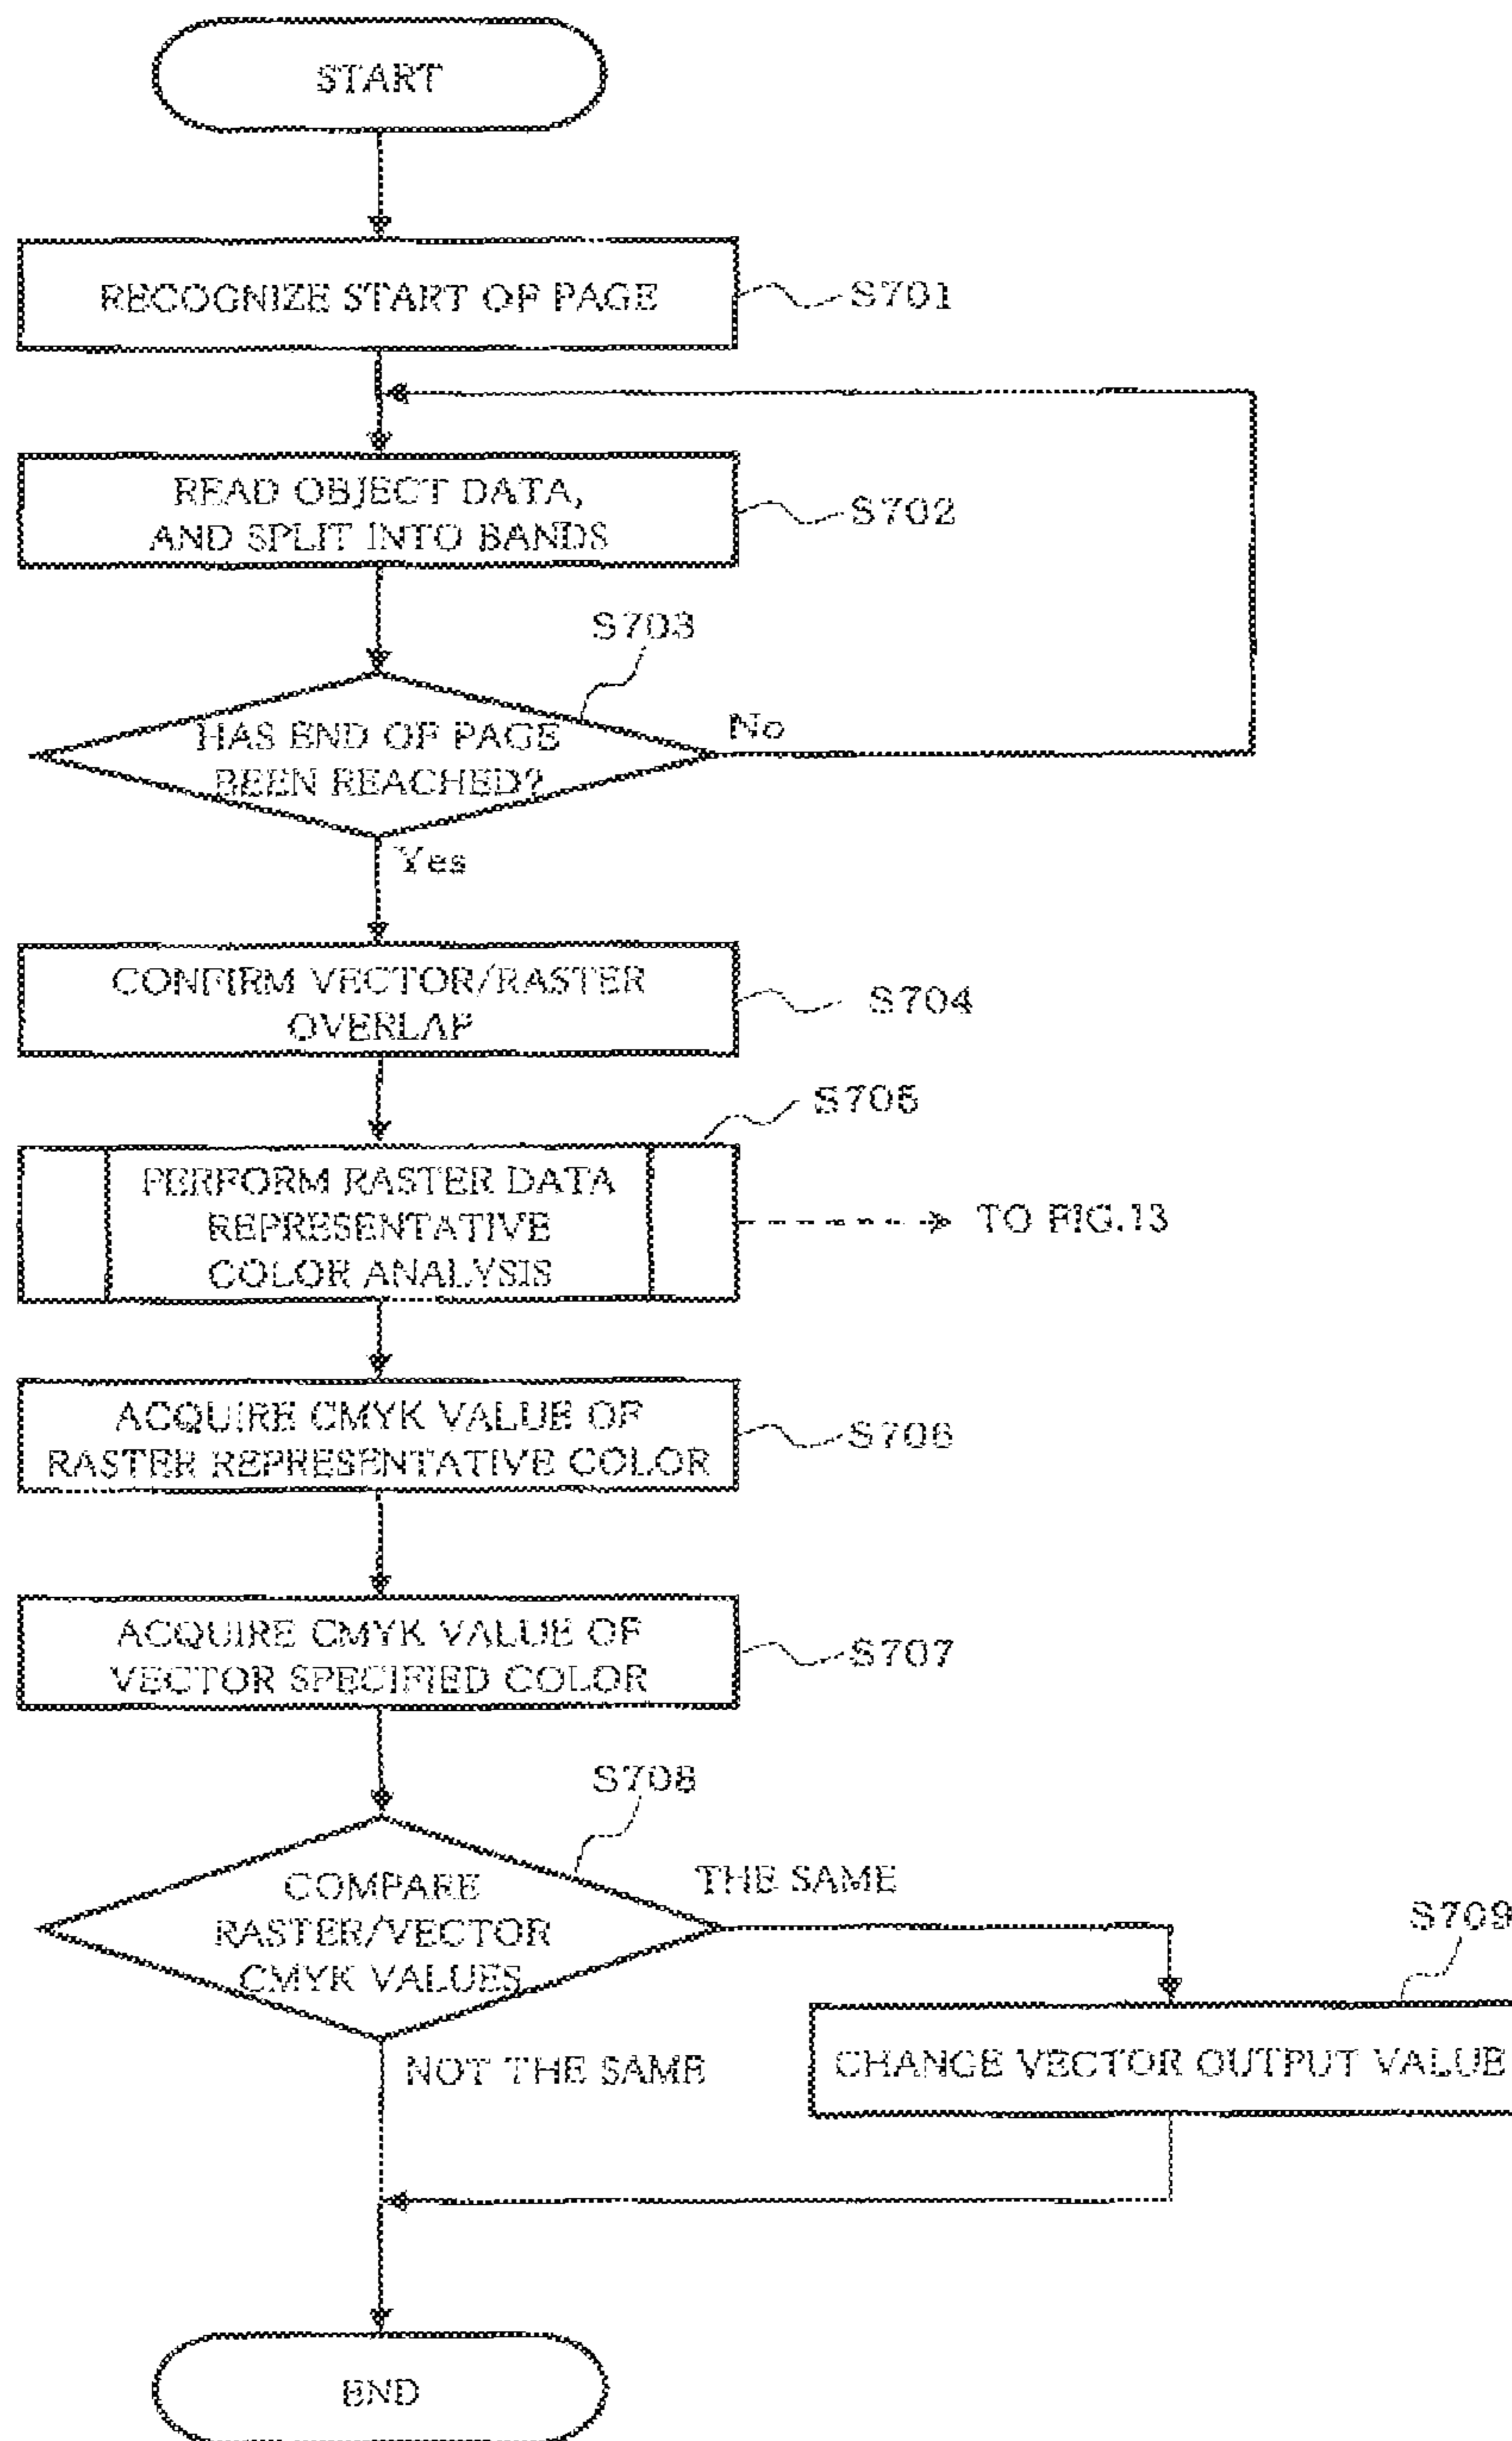 START
RECOGNIZE START OF PAGE
S701
READ OBJECT DATA,
AND SPLIT INTO BANDS
S702
S703
HAS END OF PAGE
BEEN REACHED?
No
Yes
CONFIRM VECTOR/RASTER
OVERLAP
S704
S705
PERFORM RASTER DATA
REPRESENTATIVE
COLOR ANALYSIS
TO FIG.13
ACQUIRE CMYK VALUE OF
RASTER REPRESENTATIVE COLOR
S706
ACQUIRE CMYK VALUE OF
VECTOR SPECIFIED COLOR
S707
S708
COMPARE
RASTER/VECTOR
CMYK VALUES
THE SAME
S709
CHANGE VECTOR OUTPUT VALUE
NOT THE SAME
END